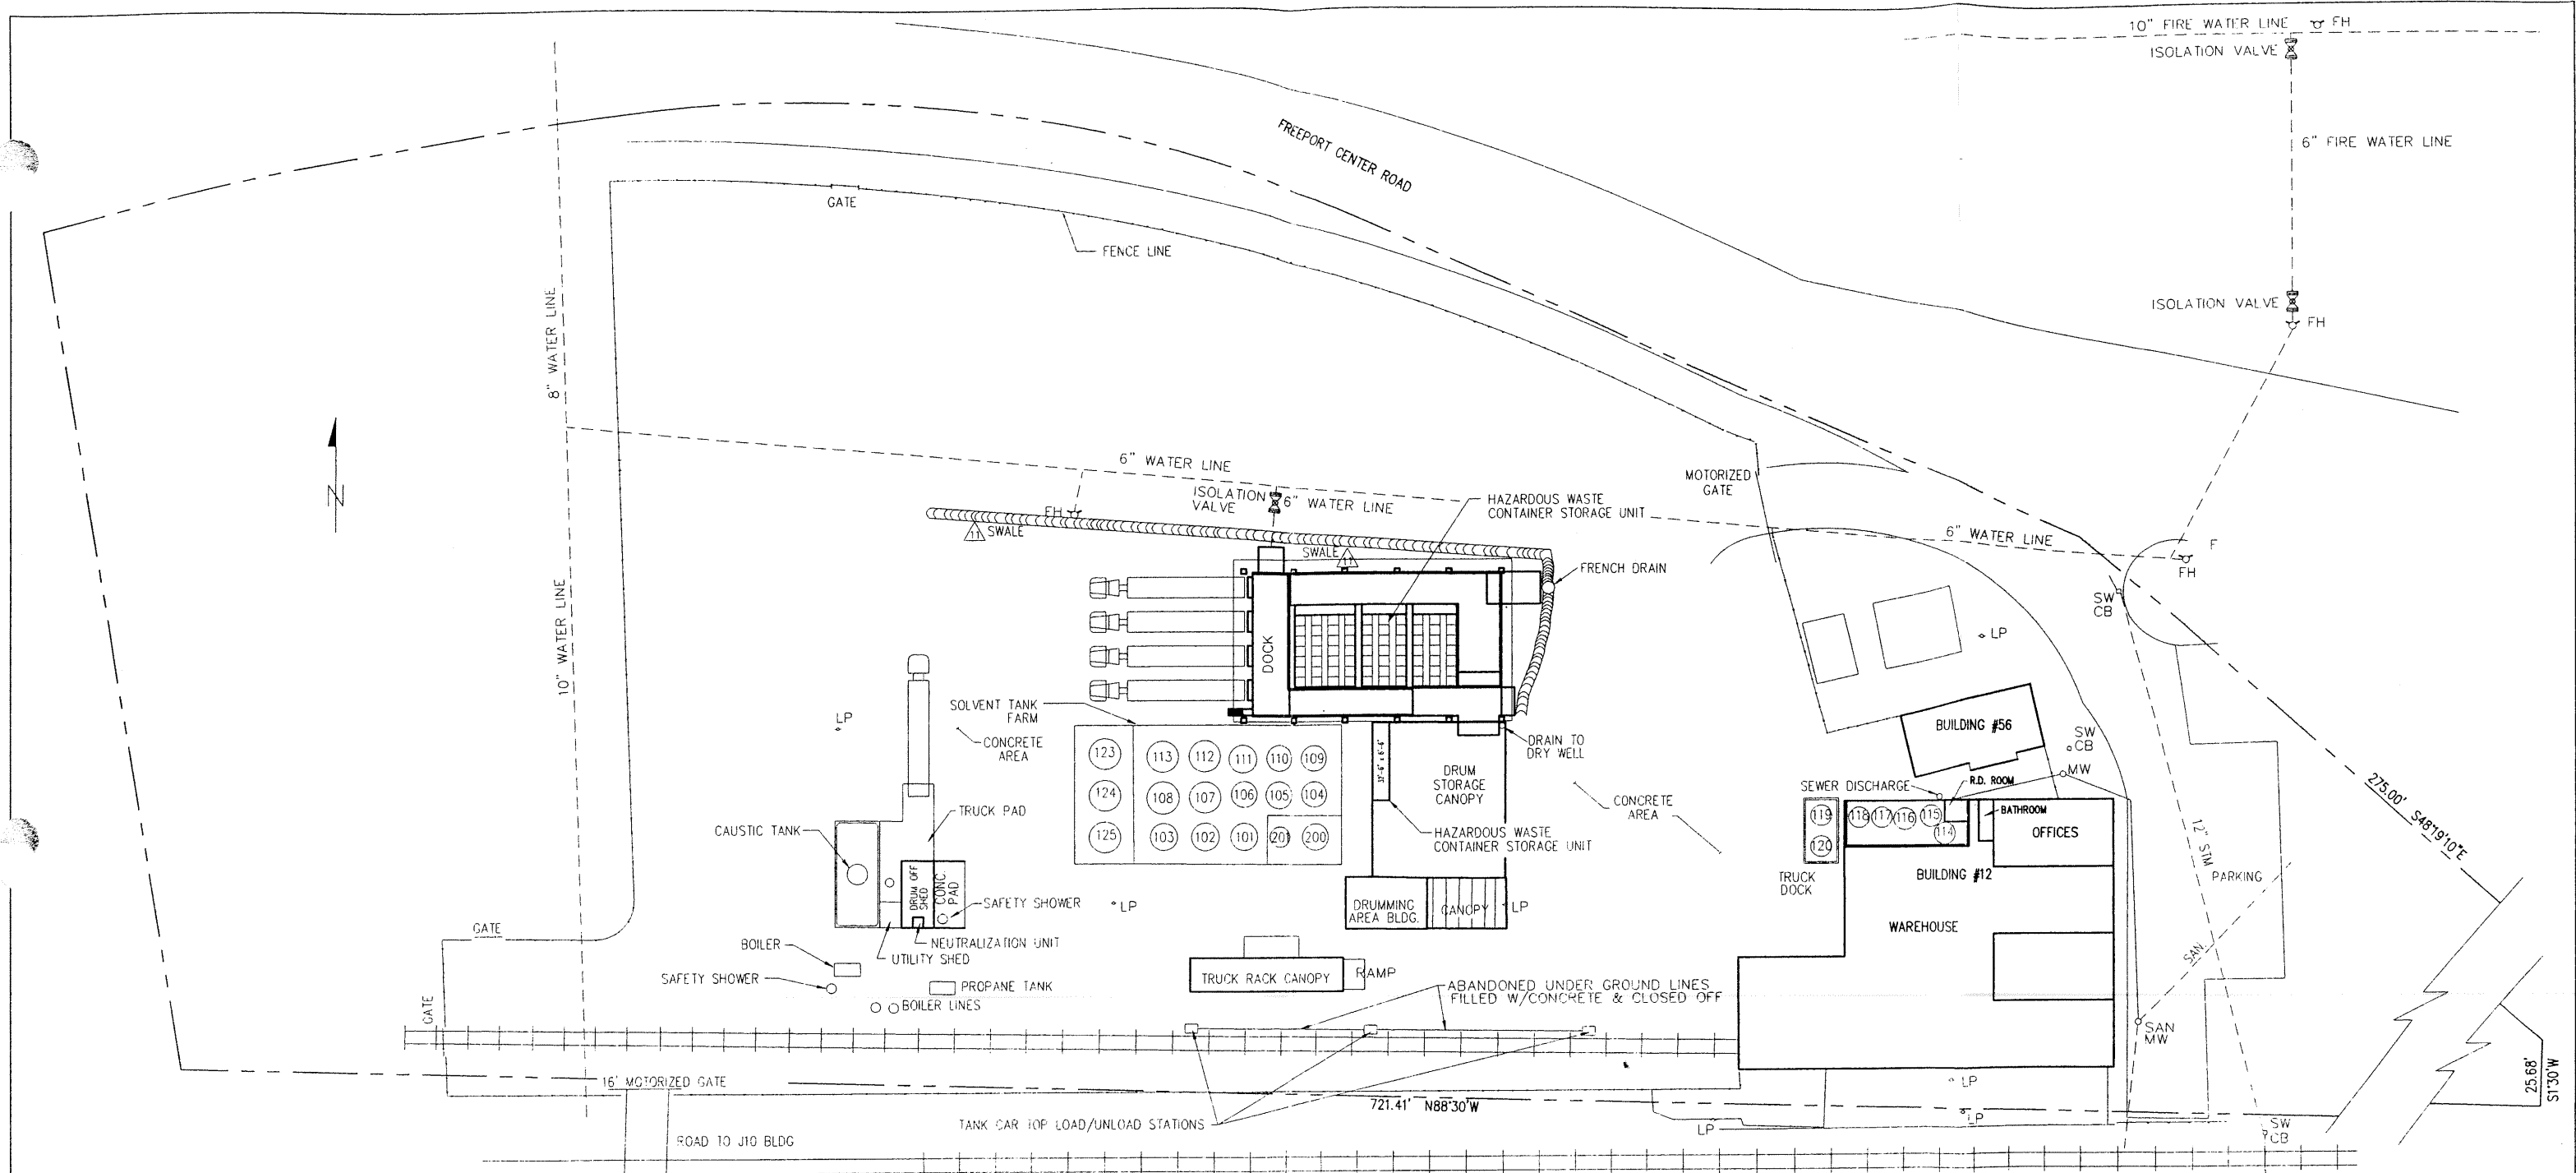 10" FIRE WATER LINE
FH
ISOLATION VALVE
6" FIRE WATER LINE
FREEPORT CENTER ROAD
GATE
FENCE LINE
ISOLATION VALVE
FH
8" WATER LINE
N
6" WATER LINE
ISOLATION
VALVE
6" WATER LINE
FH
11
SWALE
SWALE
11
HAZARDOUS WASTE
CONTAINER STORAGE UNIT
MOTORIZED
GATE
6" WATER LINE
F
FH
FRENCH DRAIN
SW
CB
10" WATER LINE
DOCK
LP
SOLVENT TANK
FARM
LP
CONCRETE
AREA
DRAIN TO
DRY WELL
BUILDING #56
SW
CB
MW
123
113
112
111
110
109
124
108
107
106
105
104
125
103
102
101
201
200
DRUM
STORAGE
CANOPY
HAZARDOUS WASTE
CONTAINER STORAGE UNIT
CONCRETE
AREA
SEWER DISCHARGE
R.D. ROOM
BATHROOM
OFFICES
119
120
118
117
116
115
114
TRUCK
DOCK
BUILDING #12
WAREHOUSE
12" STM
PARKING
SAN.
275.00' S48°19'10"E
TRUCK PAD
CAUSTIC TANK
DRUM OFF
SHED
CONC.
PAD
SAFETY SHOWER
LP
DRUMMING
AREA BLDG.
CANOPY
LP
GATE
NEUTRALIZATION UNIT
UTILITY SHED
BOILER
SAFETY SHOWER
PROPANE TANK
BOILER LINES
TRUCK RACK CANOPY
RAMP
ABANDONED UNDER GROUND LINES
FILLED W/CONCRETE & CLOSED OFF
GATE
SAN
MW
16' MOTORIZED GATE
LP
721.41' N88°30'W
TANK CAR TOP LOAD/UNLOAD STATIONS
LP
LP
ROAD TO J10 BLDG
SW
CB
25.68'
S1°30'W